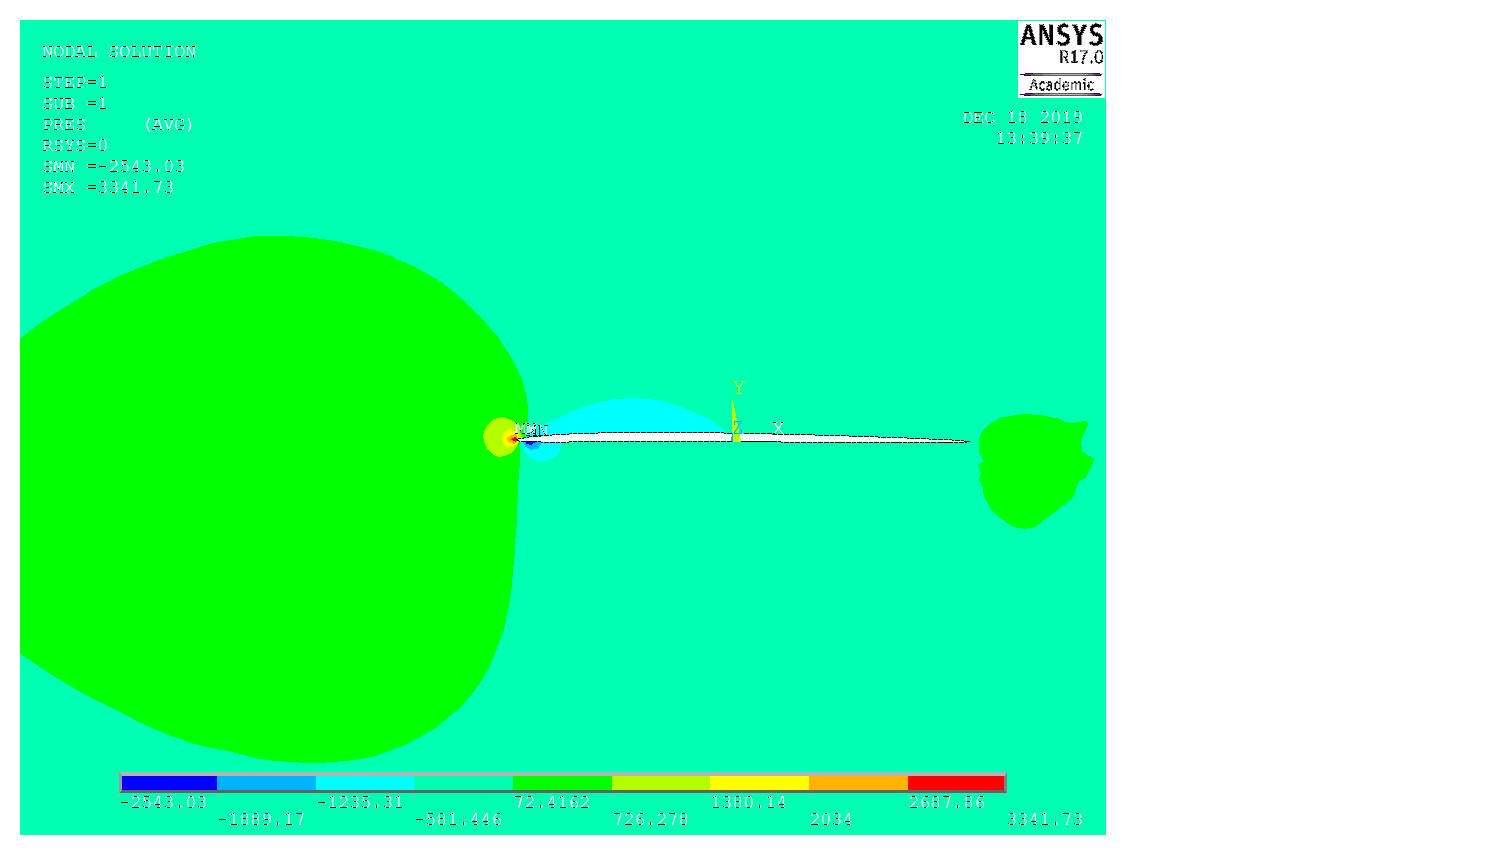 NODAL SOLUTION
STEP=1
SUB =1
PRES (AVG)
RSYS=0
SMN =-2543.03
SMX =3341.73
ANSYS
R17.0
Academic
DEC 18 2019
13:39:37
Y
MX
MN
Z
X
-2543.03
-1889.17
-1235.31
-581.446
72.4162
726.278
1380.14
2034
2687.86
3341.73